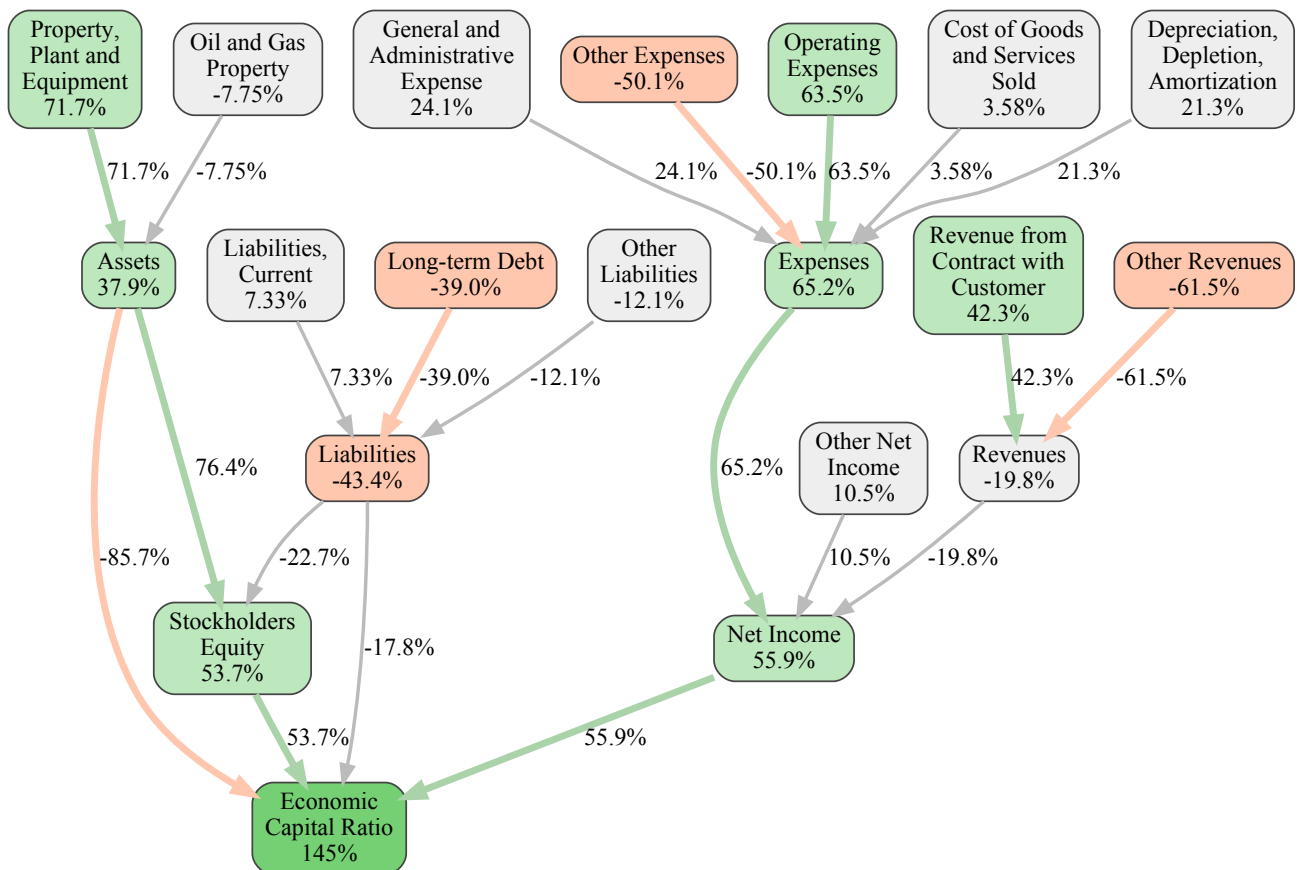 Property,
Plant and
Equipment
71.7%
Oil and Gas
Property
-7.75%
General and
Administrative
Expense
24.1%
Other Expenses
-50.1%
Operating
Expenses
63.5%
Cost of Goods
and Services
Sold
3.58%
Depreciation,
Depletion,
Amortization
21.3%
71.7%
-7.75%
24.1%
-50.1%
63.5%
3.58%
21.3%
Assets
37.9%
Liabilities,
Current
7.33%
Long-term Debt
-39.0%
Other
Liabilities
-12.1%
Expenses
65.2%
Revenue from
Contract with
Customer
42.3%
Other Revenues
-61.5%
7.33%
-39.0%
-12.1%
42.3%
-61.5%
76.4%
Liabilities
-43.4%
65.2%
Other Net
Income
10.5%
Revenues
-19.8%
-85.7%
-22.7%
10.5%
-19.8%
Stockholders
Equity
53.7%
-17.8%
Net Income
55.9%
53.7%
55.9%
Economic
Capital Ratio
145%